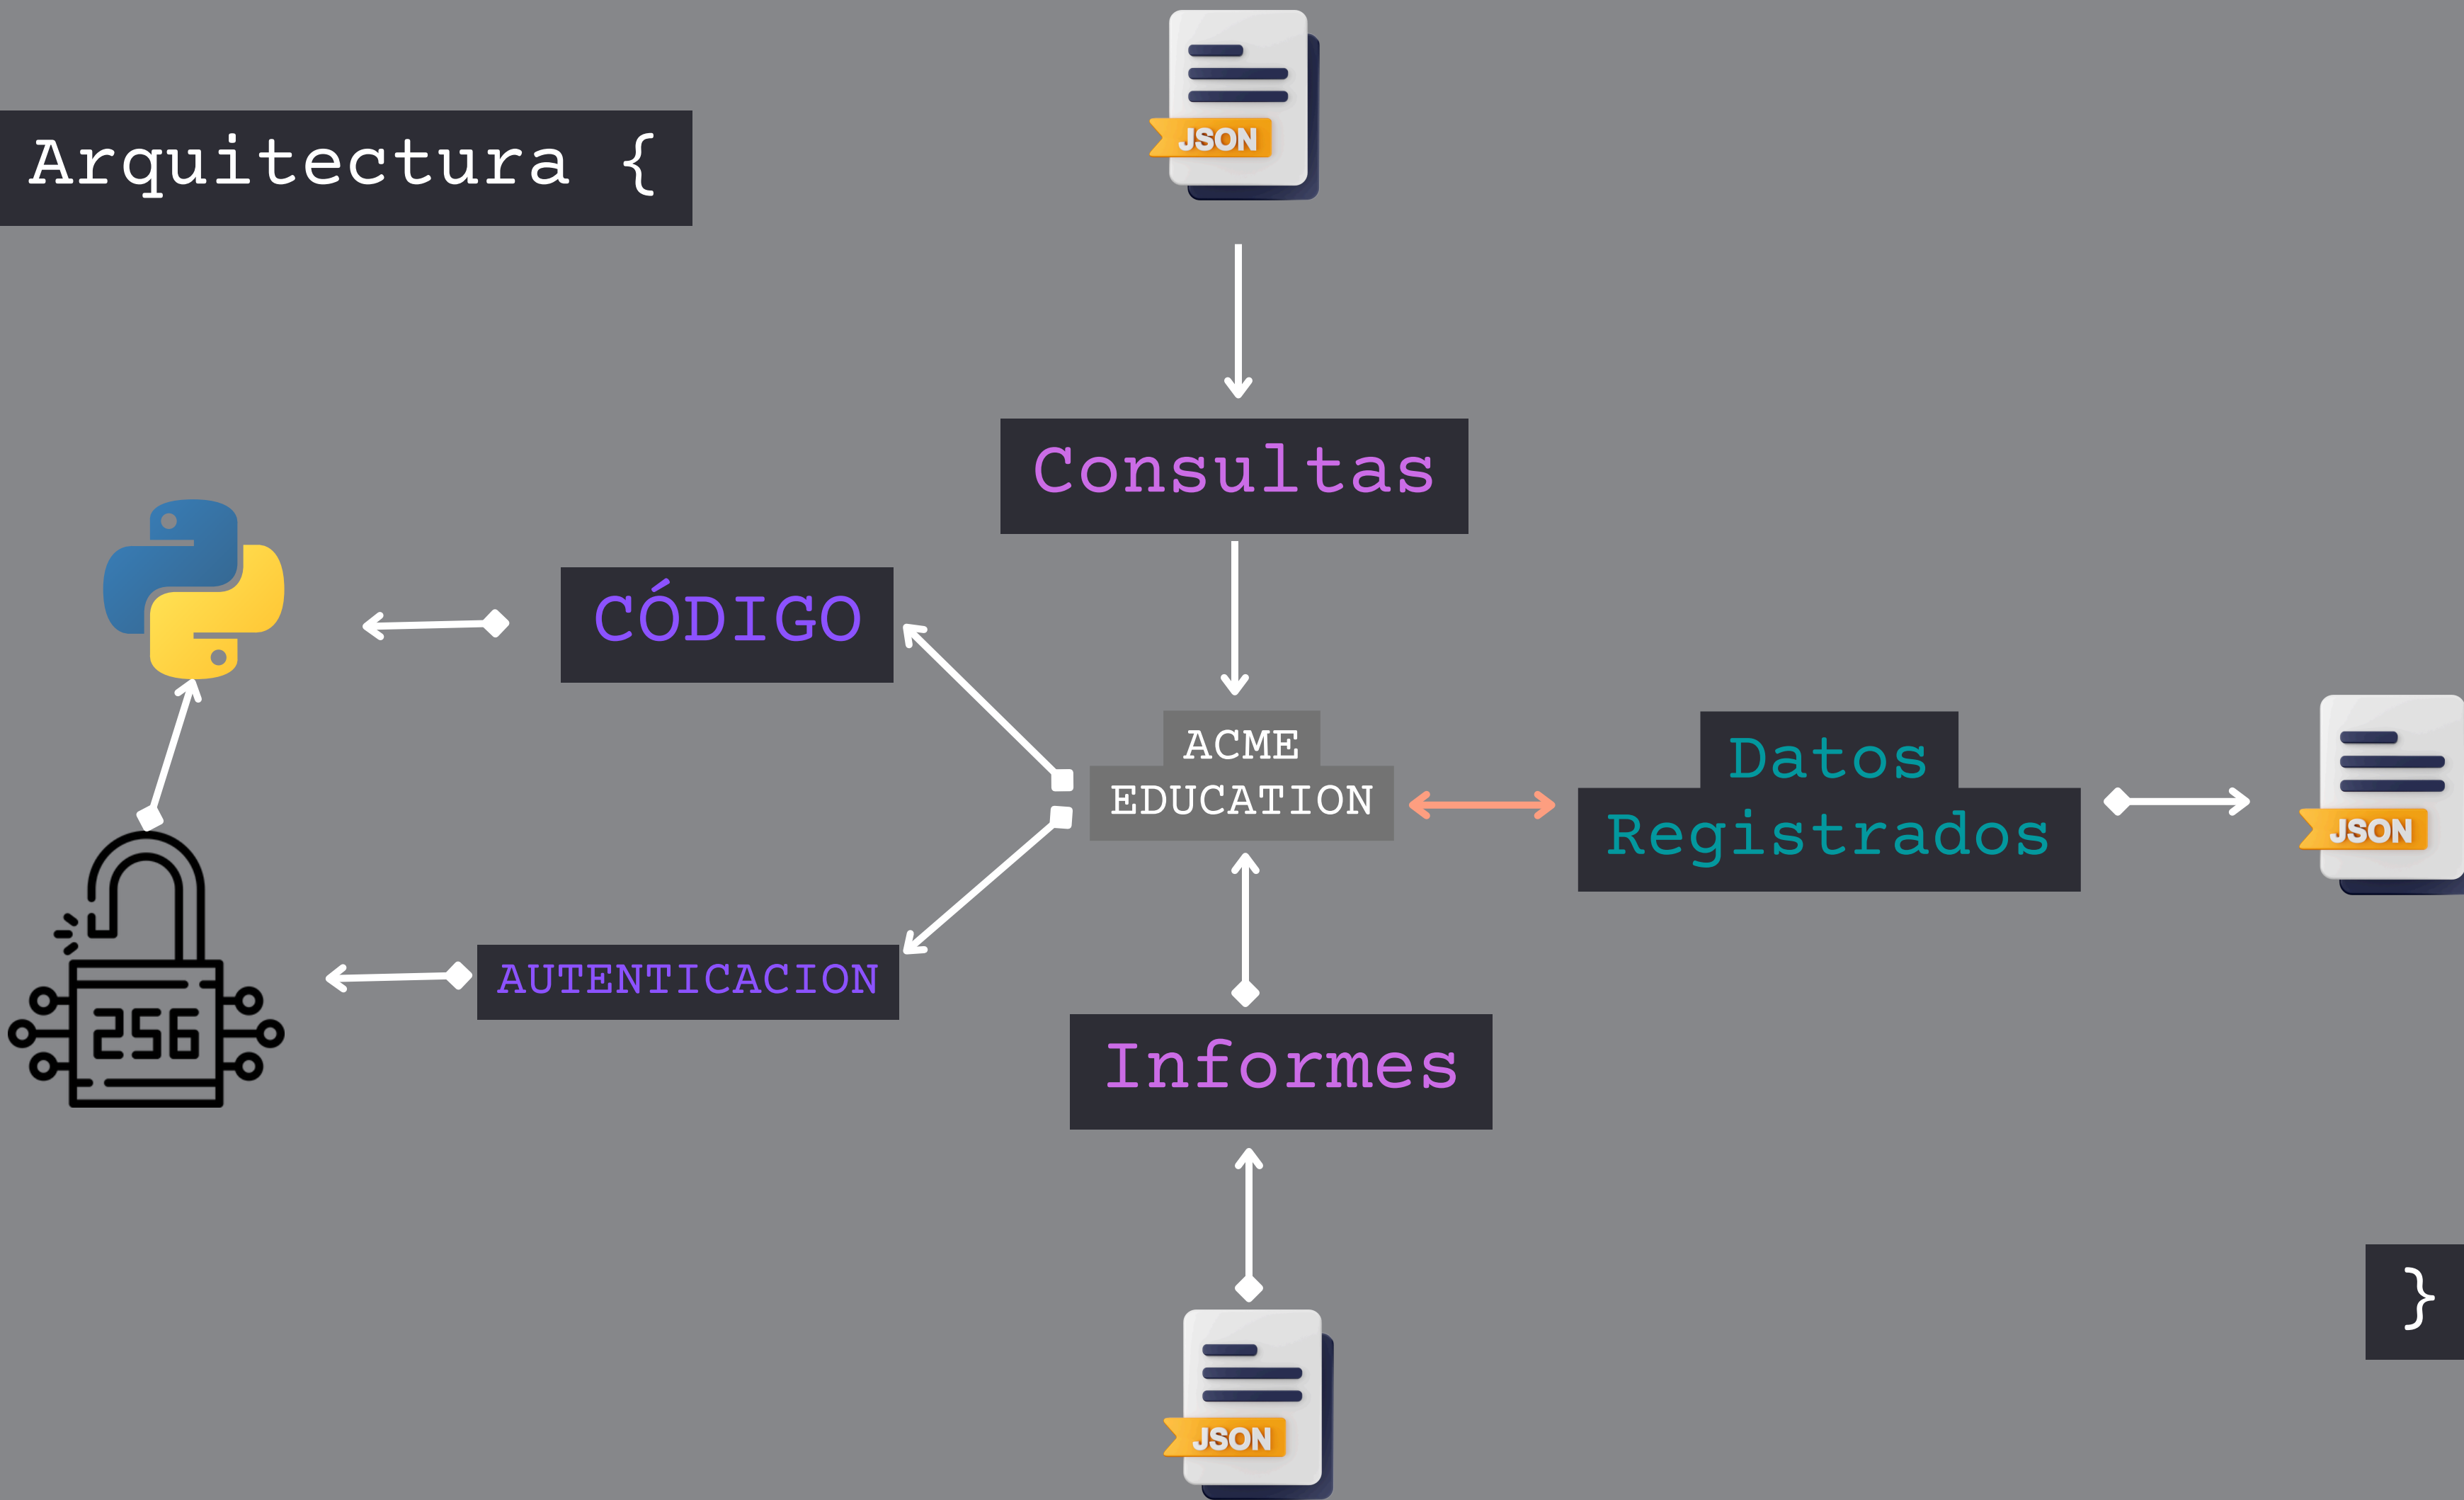 JSON
Arquitectura {
Consultas
CÓDIGO
ACME
EDUCATION
Datos
Registrados
JSON
AUTENTICACION
256
Informes
}
JSON